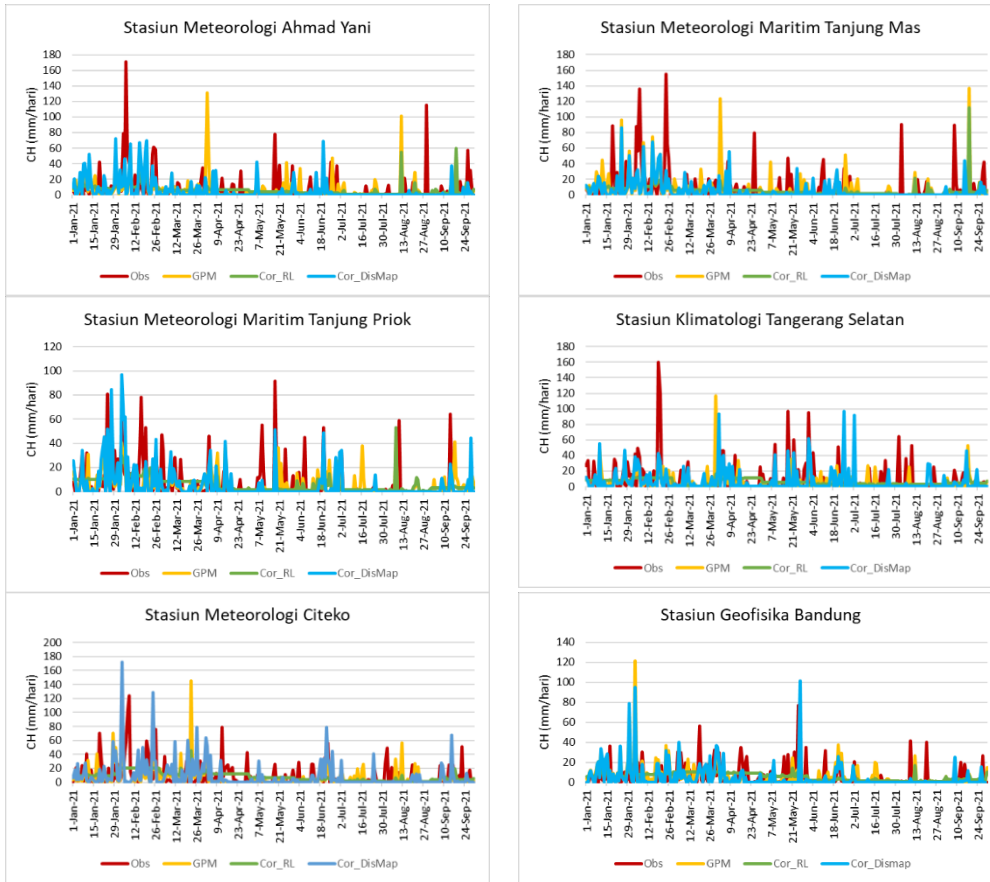 Stasiun Meteorologi Ahmad Yani
CH (mm/hari)
180
160
140
120
100
80
60
40
20
0
1-Jan-21
15-Jan-21
29-Jan-21
12-Feb-21
26-Feb-21
12-Mar-21
26-Mar-21
9-Apr-21
23-Apr-21
7-May-21
21-May-21
4-Jun-21
18-Jun-21
2-Jul-21
16-Jul-21
30-Jul-21
13-Aug-21
27-Aug-21
10-Sep-21
24-Sep-21
Obs GPM Cor_RL Cor_DisMap
Stasiun Meteorologi Maritim Tanjung Mas
CH (mm/hari)
180
160
140
120
100
80
60
40
20
0
1-Jan-21
15-Jan-21
29-Jan-21
12-Feb-21
26-Feb-21
12-Mar-21
26-Mar-21
9-Apr-21
23-Apr-21
7-May-21
21-May-21
4-Jun-21
18-Jun-21
2-Jul-21
16-Jul-21
30-Jul-21
13-Aug-21
27-Aug-21
10-Sep-21
24-Sep-21
Obs GPM Cor_RL Cor_DisMap
Stasiun Meteorologi Maritim Tanjung Priok
CH (mm/hari)
120
100
80
60
40
20
0
1-Jan-21
15-Jan-21
29-Jan-21
12-Feb-21
26-Feb-21
12-Mar-21
26-Mar-21
9-Apr-21
23-Apr-21
7-May-21
21-May-21
4-Jun-21
18-Jun-21
2-Jul-21
16-Jul-21
30-Jul-21
13-Aug-21
27-Aug-21
10-Sep-21
24-Sep-21
Obs GPM Cor_RL Cor_DisMap
Stasiun Klimatologi Tangerang Selatan
CH (mm/hari)
180
160
140
120
100
80
60
40
20
0
1-Jan-21
15-Jan-21
29-Jan-21
12-Feb-21
26-Feb-21
12-Mar-21
26-Mar-21
9-Apr-21
23-Apr-21
7-May-21
21-May-21
4-Jun-21
18-Jun-21
2-Jul-21
16-Jul-21
30-Jul-21
13-Aug-21
27-Aug-21
10-Sep-21
24-Sep-21
Obs GPM Cor_RL Cor_DisMap
Stasiun Meteorologi Citeko
CH (mm/hari)
200
180
160
140
120
100
80
60
40
20
0
1-Jan-21
15-Jan-21
29-Jan-21
12-Feb-21
26-Feb-21
12-Mar-21
26-Mar-21
9-Apr-21
23-Apr-21
7-May-21
21-May-21
4-Jun-21
18-Jun-21
2-Jul-21
16-Jul-21
30-Jul-21
13-Aug-21
27-Aug-21
10-Sep-21
24-Sep-21
Obs GPM Cor_RL Cor_DisMap
Stasiun Geofisika Bandung
CH (mm/hari)
140
120
100
80
60
40
20
0
1-Jan-21
15-Jan-21
29-Jan-21
12-Feb-21
26-Feb-21
12-Mar-21
26-Mar-21
9-Apr-21
23-Apr-21
7-May-21
21-May-21
4-Jun-21
18-Jun-21
2-Jul-21
16-Jul-21
30-Jul-21
13-Aug-21
27-Aug-21
10-Sep-21
24-Sep-21
Obs GPM Cor_RL Cor_Dismap